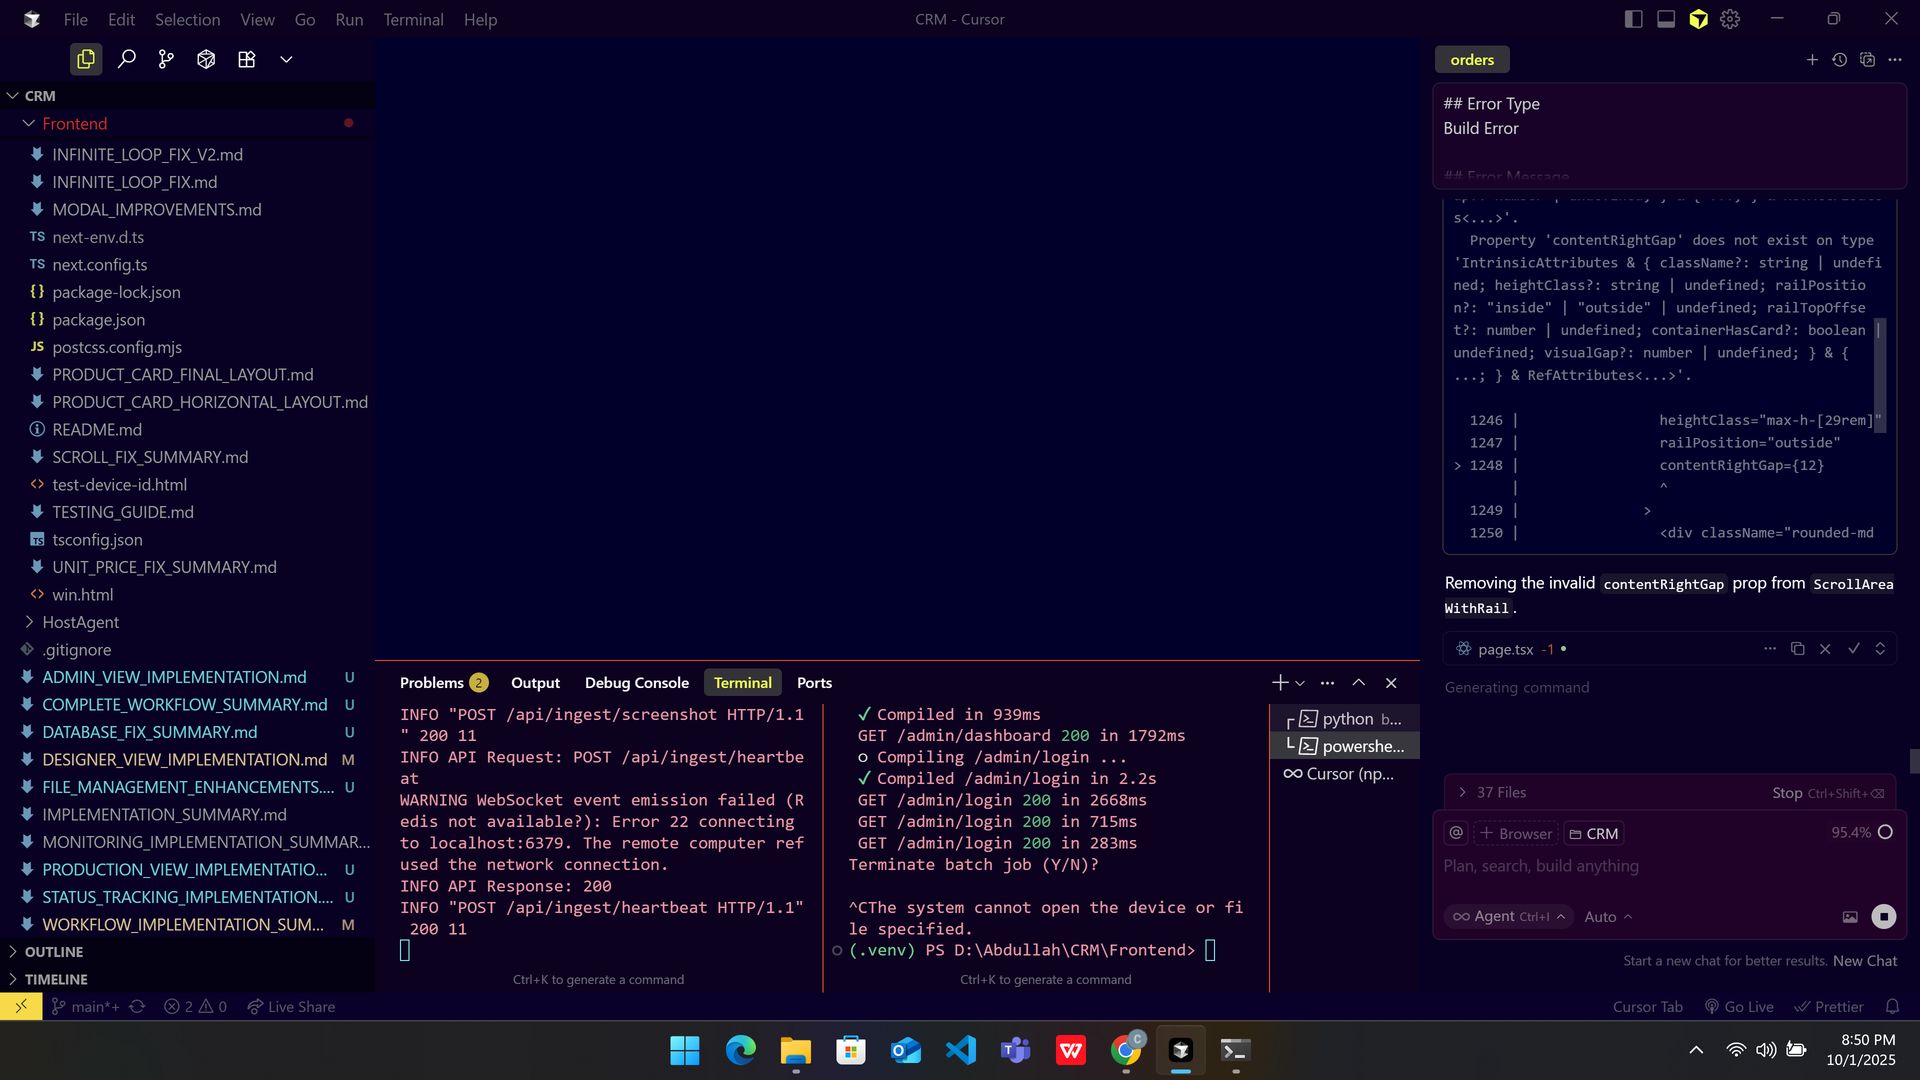 File Edit Selection View Go Run Terminal Help
CRM - Cursor
CRM
Frontend
INFINITE_LOOP_FIX_V2.md
INFINITE_LOOP_FIX.md
MODAL_IMPROVEMENTS.md
TS next-env.d.ts
TS next.config.ts
{} package-lock.json
{} package.json
JS postcss.config.mjs
PRODUCT_CARD_FINAL_LAYOUT.md
PRODUCT_CARD_HORIZONTAL_LAYOUT.md
README.md
SCROLL_FIX_SUMMARY.md
<> test-device-id.html
TESTING_GUIDE.md
TS tsconfig.json
UNIT_PRICE_FIX_SUMMARY.md
<> win.html
HostAgent
.gitignore
ADMIN_VIEW_IMPLEMENTATION.md U
COMPLETE_WORKFLOW_SUMMARY.md U
DATABASE_FIX_SUMMARY.md U
DESIGNER_VIEW_IMPLEMENTATION.md M
FILE_MANAGEMENT_ENHANCEMENTS.... U
IMPLEMENTATION_SUMMARY.md
MONITORING_IMPLEMENTATION_SUMMAR...
PRODUCTION_VIEW_IMPLEMENTATIO... U
STATUS_TRACKING_IMPLEMENTATION.... U
WORKFLOW_IMPLEMENTATION_SUM... M
OUTLINE
TIMELINE
Problems 2 Output Debug Console Terminal Ports
INFO "POST /api/ingest/screenshot HTTP/1.1
" 200 11
INFO API Request: POST /api/ingest/heartbe
at
WARNING WebSocket event emission failed (R
edis not available?): Error 22 connecting
to localhost:6379. The remote computer ref
used the network connection.
INFO API Response: 200
INFO "POST /api/ingest/heartbeat HTTP/1.1"
200 11
Ctrl+K to generate a command
✓ Compiled in 939ms
GET /admin/dashboard 200 in 1792ms
○ Compiling /admin/login ...
✓ Compiled /admin/login in 2.2s
GET /admin/login 200 in 2668ms
GET /admin/login 200 in 715ms
GET /admin/login 200 in 283ms
Terminate batch job (Y/N)?
^CThe system cannot open the device or fi
le specified.
(.venv) PS D:\Abdullah\CRM\Frontend>
Ctrl+K to generate a command
python b...
powershe...
Cursor (np...
orders
## Error Type
Build Error
## Error Message
s<...>'.
Property 'contentRightGap' does not exist on type
'IntrinsicAttributes & { className?: string | undefi
ned; heightClass?: string | undefined; railPositio
n?: "inside" | "outside" | undefined; railTopOffse
t?: number | undefined; containerHasCard?: boolean |
undefined; visualGap?: number | undefined; } & {
...; } & RefAttributes<...>'.
1246 | heightClass="max-h-[29rem]"
1247 | railPosition="outside"
> 1248 | contentRightGap={12}
| ^
1249 | >
1250 | <div className="rounded-md
Removing the invalid contentRightGap prop from ScrollArea
WithRail.
page.tsx -1
Generating command
37 Files Stop Ctrl+Shift+⌫
@ + Browser CRM 95.4%
Plan, search, build anything
Agent Ctrl+I Auto
Start a new chat for better results. New Chat
main*+ 2 0 Live Share
Cursor Tab Go Live Prettier
8:50 PM
10/1/2025